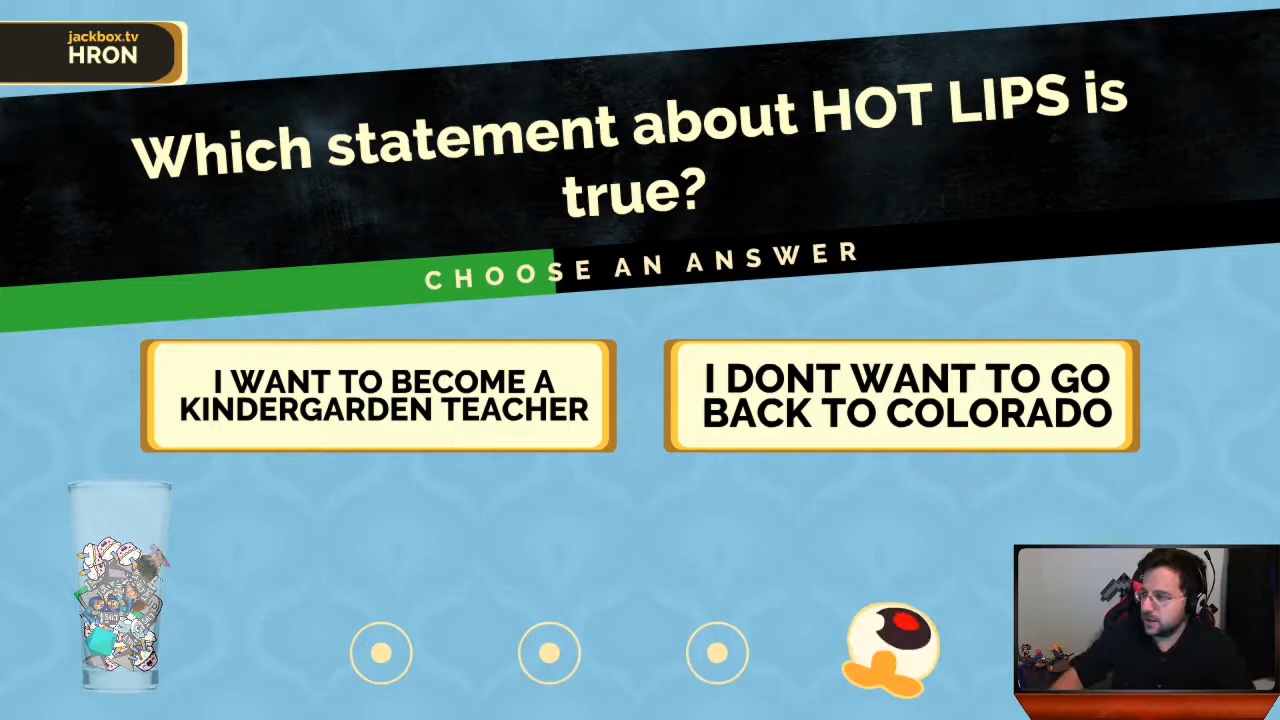 jackbox.tv
HRON
Which statement about HOT LIPS is
true?
CHOOSE AN ANSWER
I WANT TO BECOME A
KINDERGARDEN TEACHER
I DONT WANT TO GO
BACK TO COLORADO